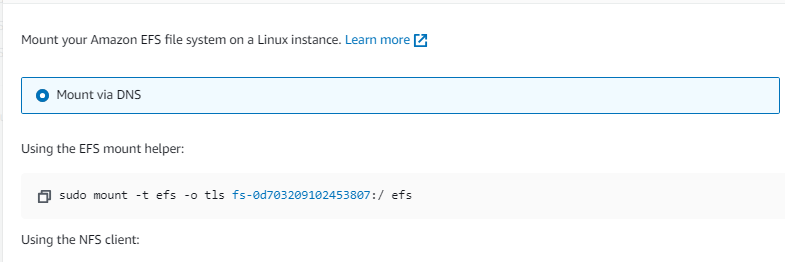 Mount your Amazon EFS file system on a Linux instance. Learn more
Mount via DNS
Using the EFS mount helper:
sudo mount -t efs -o tls fs-0d703209102453807:/ efs
Using the NFS client: